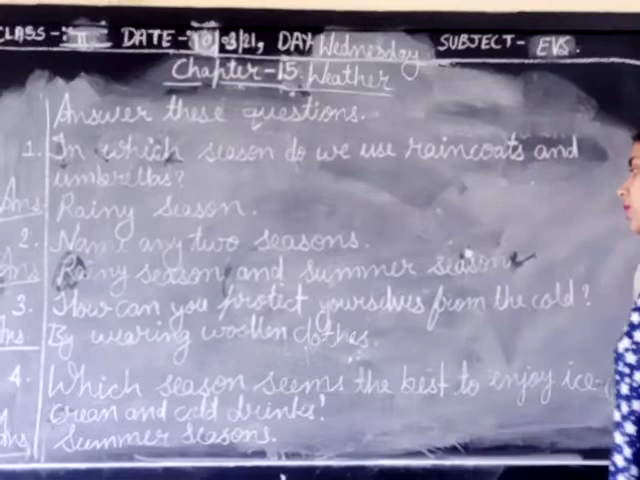 CLASS - II DATE - 10/03/21, DAY Wednesday SUBJECT - EVS.
Chapter - 15. Weather
Answer these questions.
1. In which season do we use raincoats and
umbrellas?
Ans Rainy season.
2. Name any two seasons.
Ans Rainy season and summer season
3. How can you protect yourselves from the cold?
Ans. By wearing woollen clothes.
4. Which season seems the best to enjoy ice-
cream and cold drinks?
Ans Summer seasons.